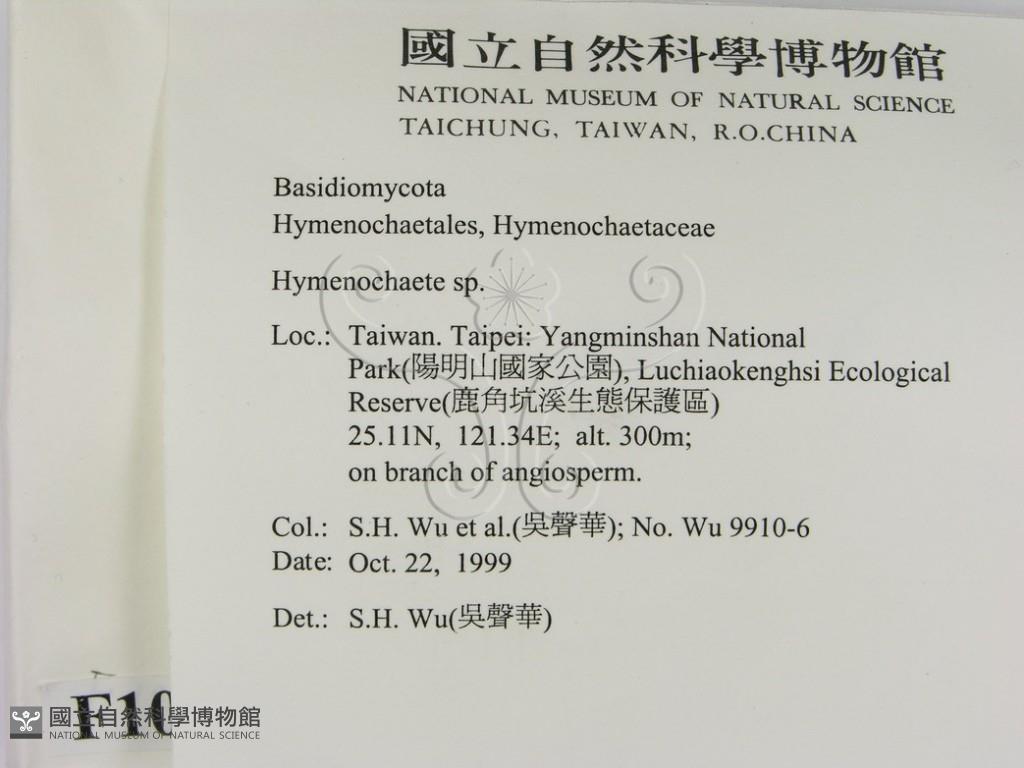 國立自然科學博物館
NATIONAL MUSEUM OF NATURAL SCIENCE
TAICHUNG, TAIWAN, R.O.CHINA
Basidiomycota
Hymenochaetales, Hymenochaetaceae
Hymenochaete sp.
Loc.: Taiwan. Taipei: Yangminshan National
Park(陽明山國家公園), Luchiaokenghsi Ecological
Reserve(鹿角坑溪生態保護區)
25.11N, 121.34E; alt. 300m;
on branch of angiosperm.
Col.: S.H. Wu et al.(吳聲華); No. Wu 9910-6
Date: Oct. 22, 1999
Det.: S.H. Wu(吳聲華)
F10
國立自然科學博物館
NATIONAL MUSEUM OF NATURAL SCIENCE